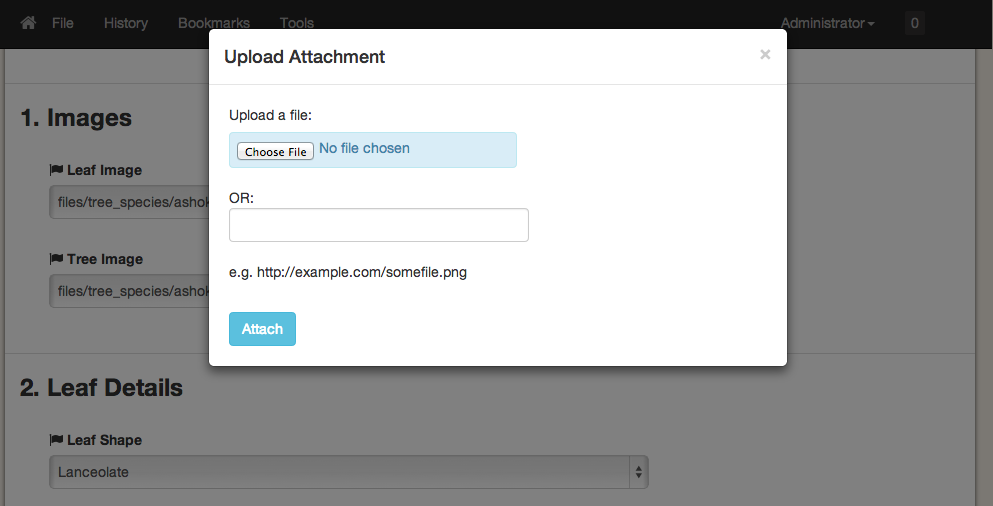 File History Bookmarks Tools Administrator 0
Upload Attachment ×
Upload a file:
Choose File No file chosen
OR:
e.g. http://example.com/somefile.png
Attach
1. Images
Leaf Image
files/tree_species/ashok
Tree Image
files/tree_species/ashok
2. Leaf Details
Leaf Shape
Lanceolate